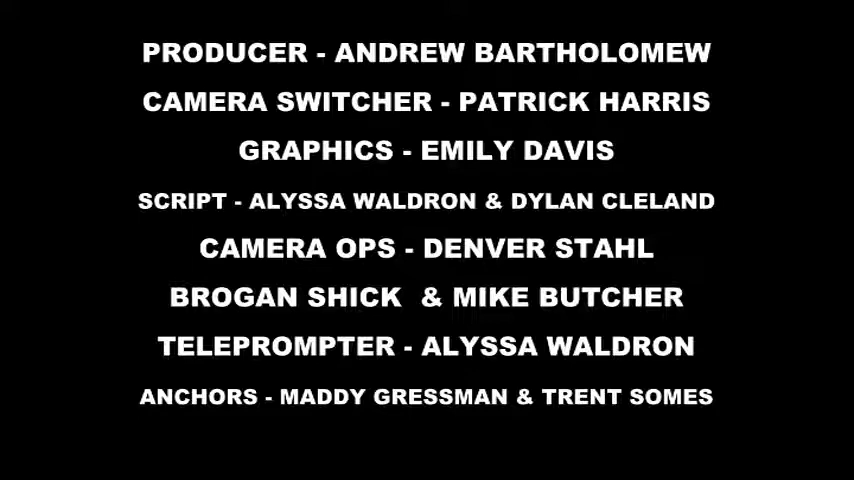 PRODUCER - ANDREW BARTHOLOMEW
CAMERA SWITCHER - PATRICK HARRIS
GRAPHICS - EMILY DAVIS
SCRIPT - ALYSSA WALDRON & DYLAN CLELAND
CAMERA OPS - DENVER STAHL
BROGAN SHICK & MIKE BUTCHER
TELEPROMPTER - ALYSSA WALDRON
ANCHORS - MADDY GRESSMAN & TRENT SOMES